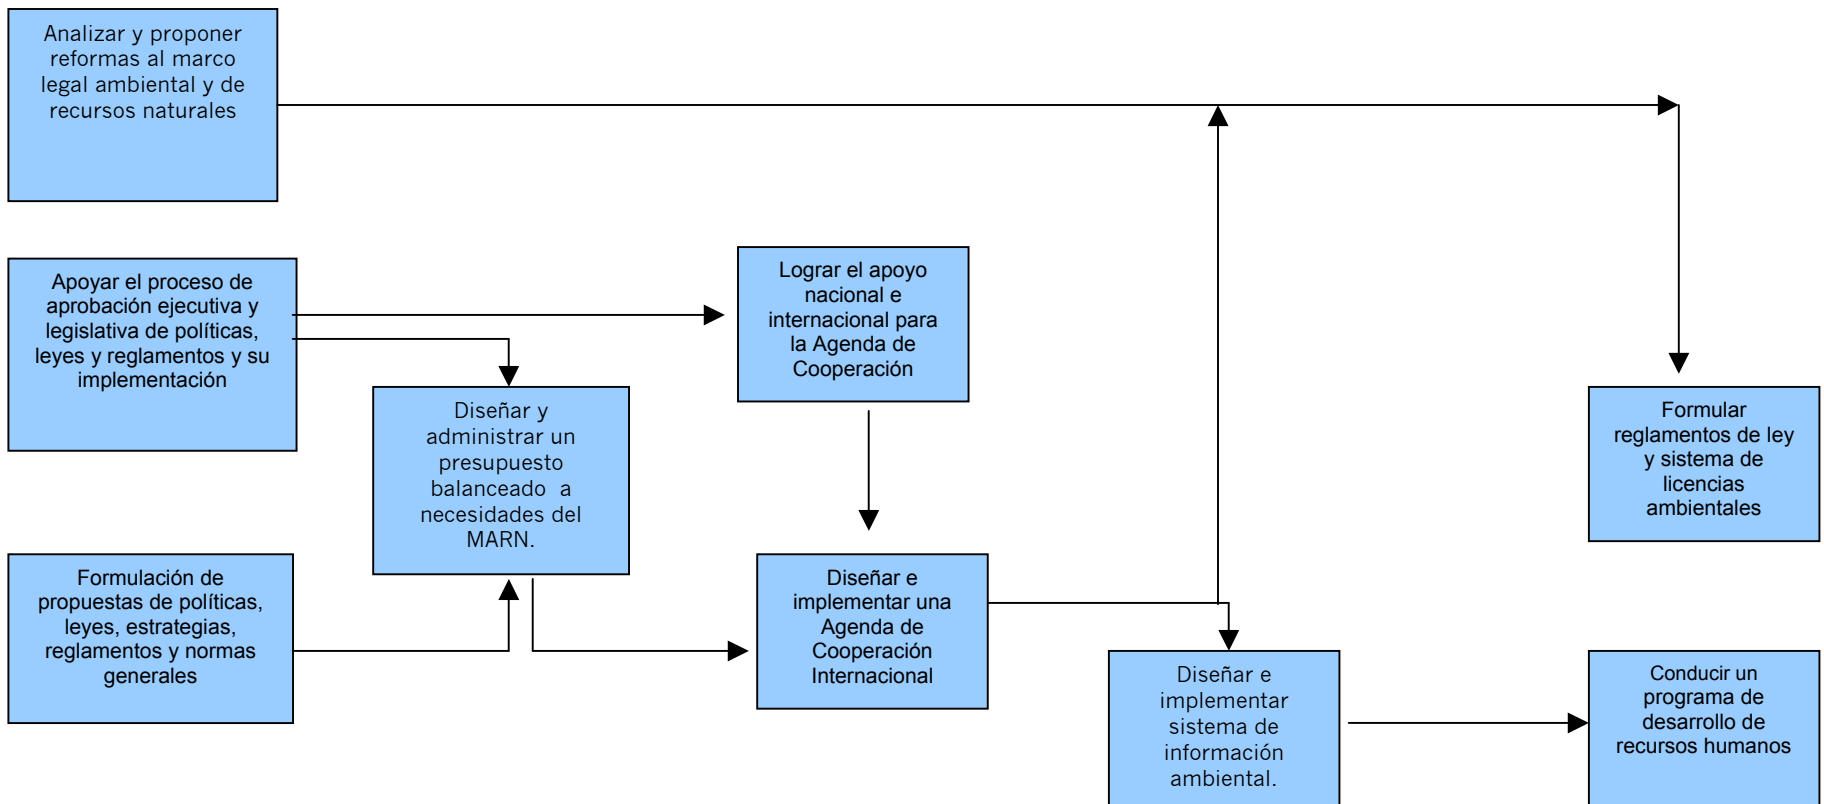 Analizar y proponer
reformas al marco
legal ambiental y de
recursos naturales
Apoyar el proceso de
aprobación ejecutiva y
legislativa de políticas,
leyes y reglamentos y su
implementación
Lograr el apoyo
nacional e
internacional para
la Agenda de
Cooperación
Diseñar y
administrar un
presupuesto
balanceado a
necesidades del
MARN.
Formular
reglamentos de ley
y sistema de
licencias
ambientales
Formulación de
propuestas de políticas,
leyes, estrategias,
reglamentos y normas
generales
Diseñar e
implementar una
Agenda de
Cooperación
Internacional
Diseñar e
implementar
sistema de
información
ambiental.
Conducir un
programa de
desarrollo de
recursos humanos